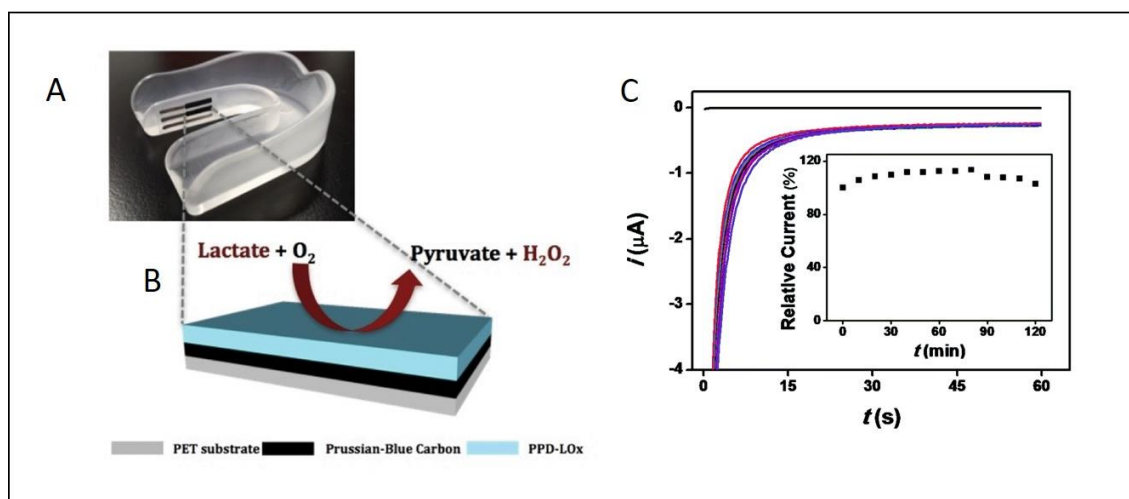 A
B
Lactate + O₂
Pyruvate + H₂O₂
PET substrate
Prussian-Blue Carbon
PPD-LOx
C
i (µA)
0
-1
-2
-3
-4
0
15
30
45
60
t (s)
Relative Current (%)
120
80
40
0
0
30
60
90
120
t (min)